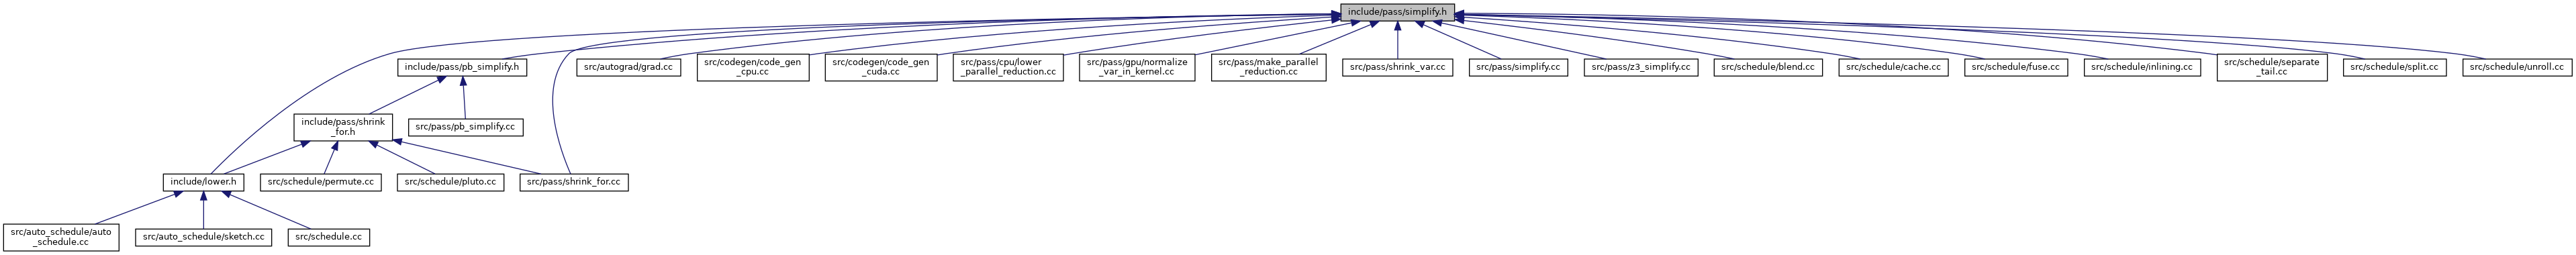 include/pass/simplify.h
include/pass/pb_simplify.h
src/autograd/grad.cc
src/codegen/code_gen
_cpu.cc
src/codegen/code_gen
_cuda.cc
src/pass/cpu/lower
_parallel_reduction.cc
src/pass/gpu/normalize
_var_in_kernel.cc
src/pass/make_parallel
_reduction.cc
src/pass/shrink_var.cc
src/pass/simplify.cc
src/pass/z3_simplify.cc
src/schedule/blend.cc
src/schedule/cache.cc
src/schedule/fuse.cc
src/schedule/inlining.cc
src/schedule/separate
_tail.cc
src/schedule/split.cc
src/schedule/unroll.cc
include/pass/shrink
_for.h
src/pass/pb_simplify.cc
include/lower.h
src/schedule/permute.cc
src/schedule/pluto.cc
src/pass/shrink_for.cc
src/auto_schedule/auto
_schedule.cc
src/auto_schedule/sketch.cc
src/schedule.cc